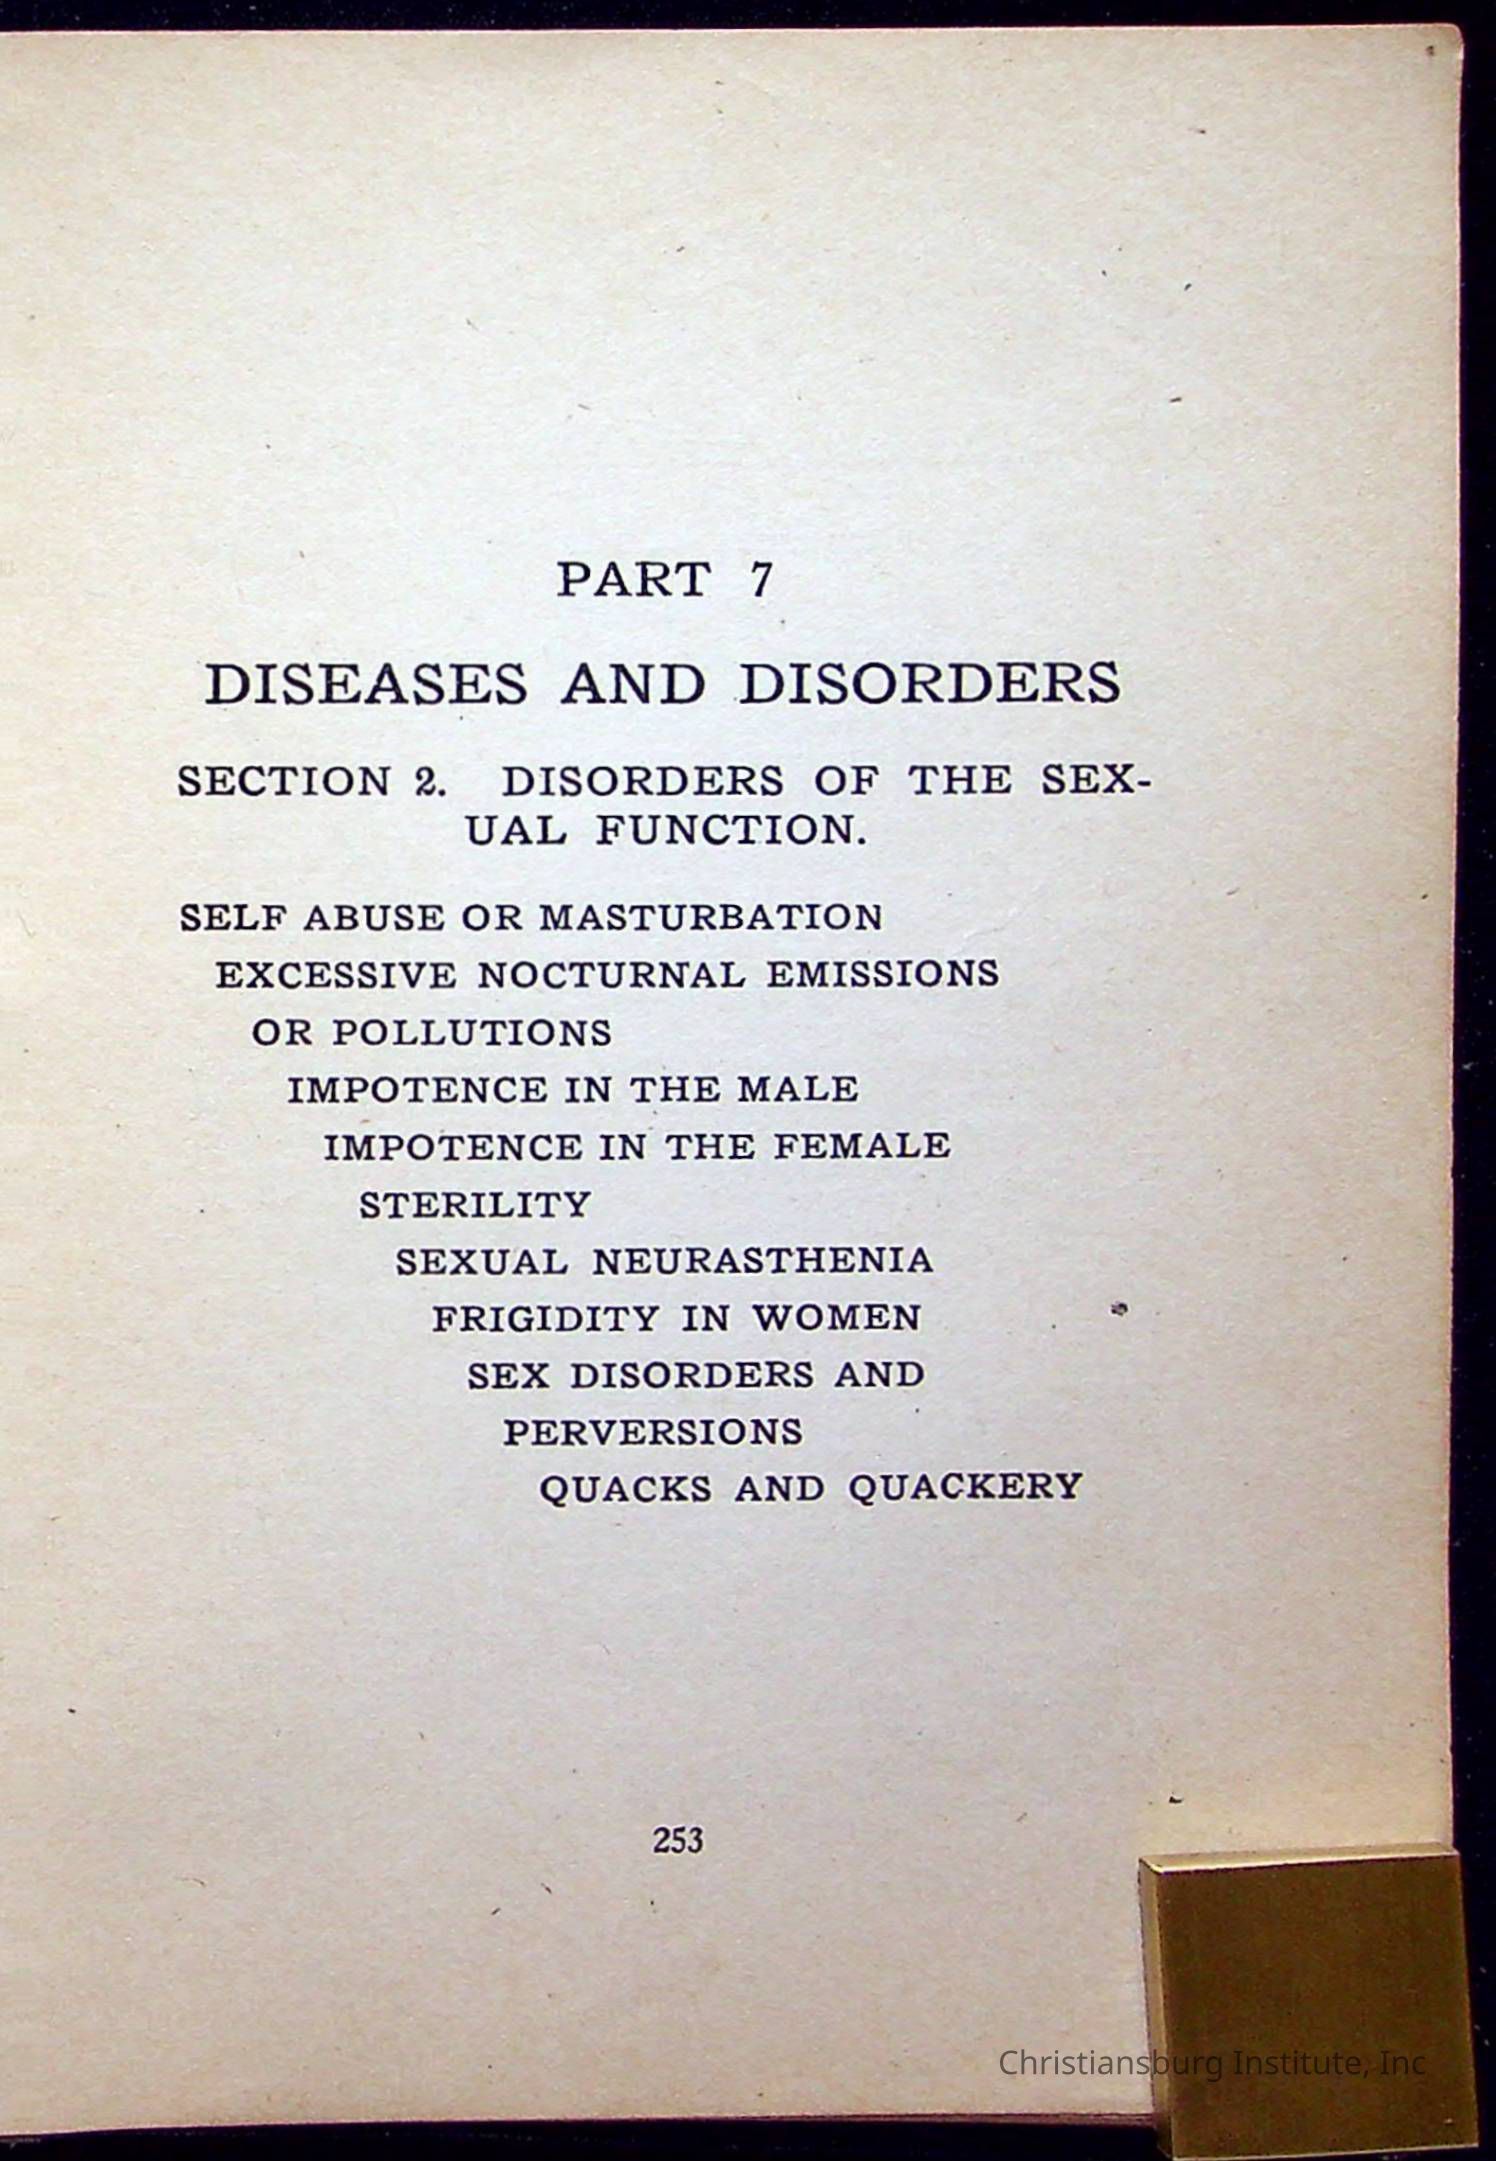 PART 7
DISEASES AND DISORDERS
SECTION 2. DISORDERS OF THE SEX-
UAL FUNCTION.
SELF ABUSE OR MASTURBATION
EXCESSIVE NOCTURNAL EMISSIONS
OR POLLUTIONS
IMPOTENCE IN THE MALE
IMPOTENCE IN THE FEMALE
STERILITY
SEXUAL NEURASTHENIA
FRIGIDITY IN WOMEN
SEX DISORDERS AND
PERVERSIONS
QUACKS AND QUACKERY
253
Christiansburg Institute, Inc